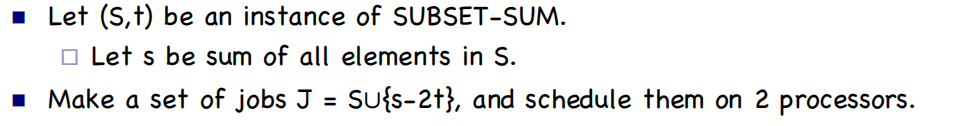 Let (S,t) be an instance of SUBSET-SUM.
Let s be sum of all elements in S.
Make a set of jobs J = S∪{s-2t}, and schedule them on 2 processors.